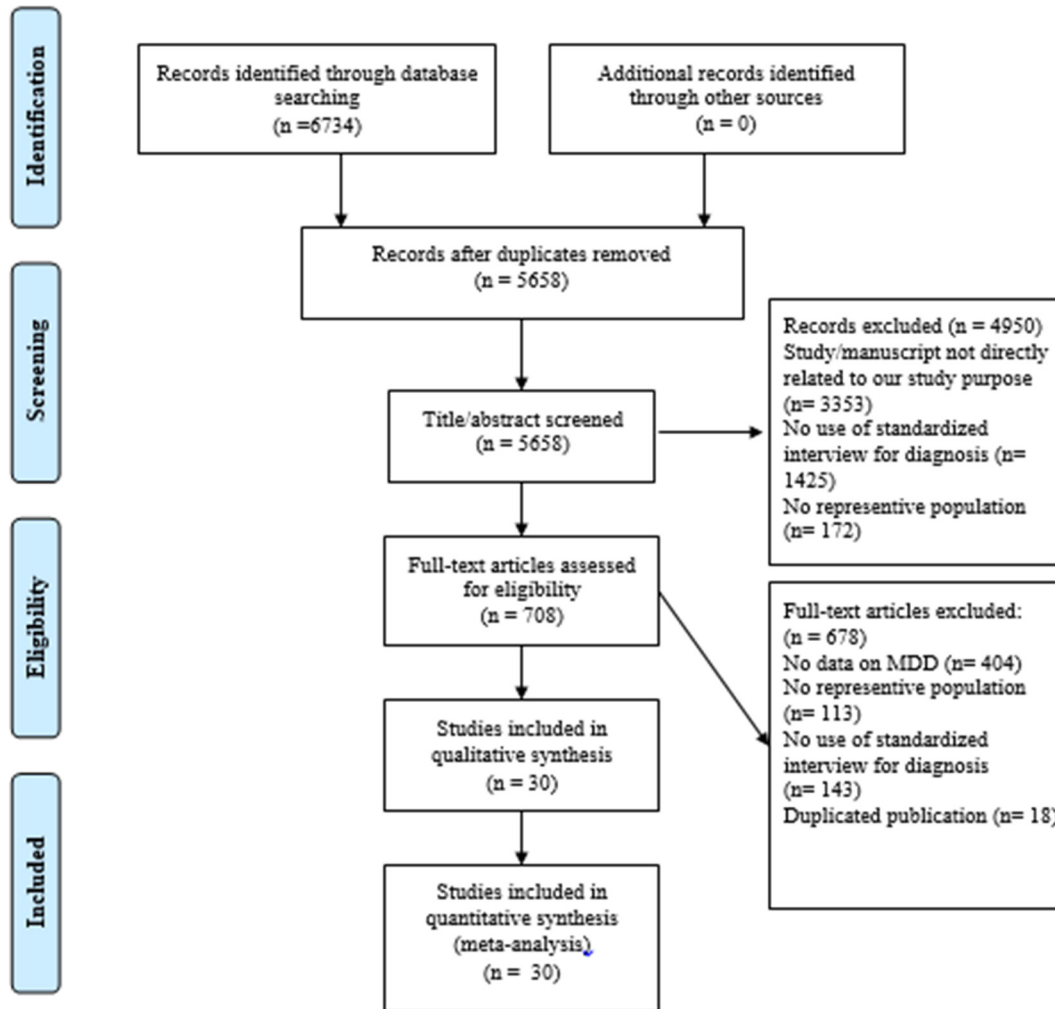 Identification
Records identified through database
searching
(n =6734)
Additional records identified
through other sources
(n = 0)
Records after duplicates removed
(n = 5658)
Screening
Title/abstract screened
(n = 5658)
Records excluded (n = 4950)
Study/manuscript not directly
related to our study purpose
(n= 3353)
No use of standardized
interview for diagnosis (n=
1425)
No representive population
(n= 172)
Eligibility
Full-text articles assessed
for eligibility
(n = 708)
Full-text articles excluded:
(n = 678)
No data on MDD (n= 404)
No representive population
(n= 113)
No use of standardized
interview for diagnosis
(n= 143)
Duplicated publication (n= 18)
Studies included in
qualitative synthesis
(n = 30)
Included
Studies included in
quantitative synthesis
(meta-analysis)
(n = 30)